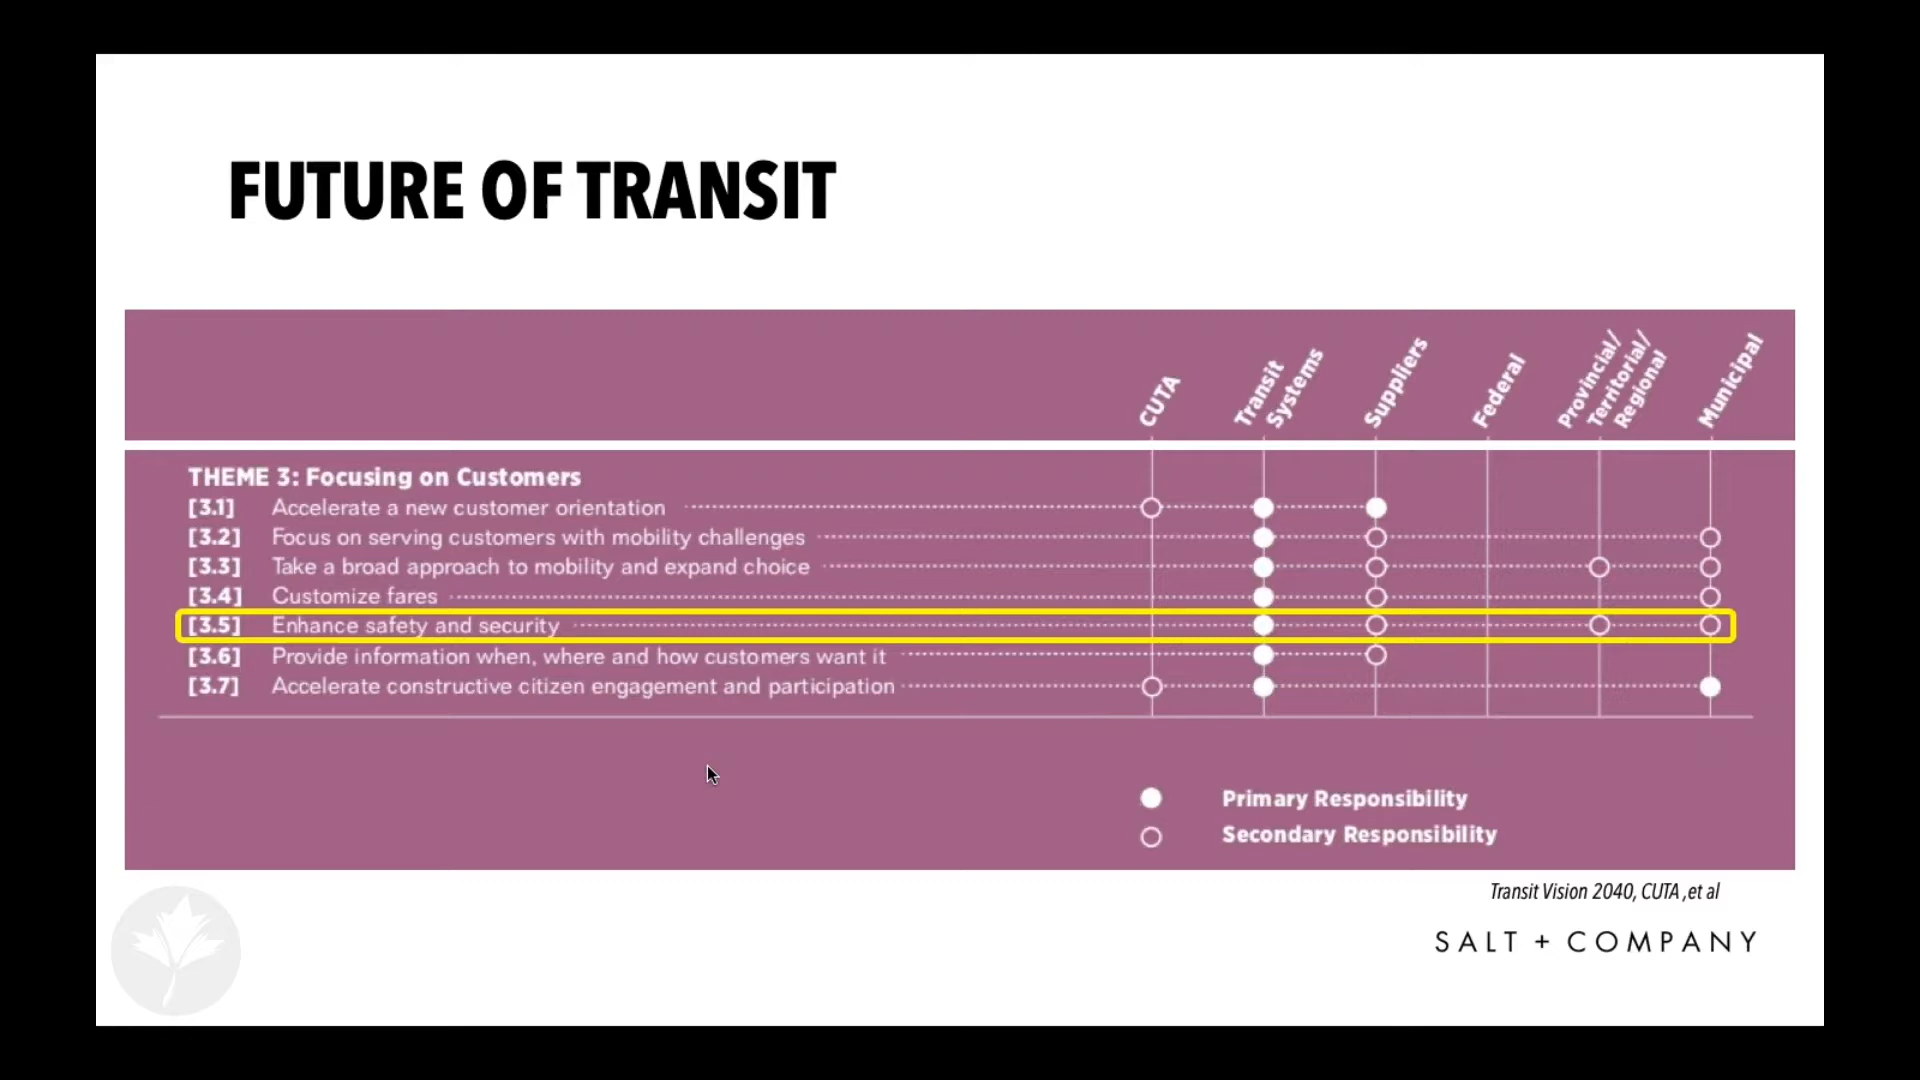 FUTURE OF TRANSIT
CUTA
Transit
Systems
Suppliers
Federal
Provincial/
Territorial/
Regional
Municipal
THEME 3: Focusing on Customers
[3.1] Accelerate a new customer orientation
[3.2] Focus on serving customers with mobility challenges
[3.3] Take a broad approach to mobility and expand choice
[3.4] Customize fares
[3.5] Enhance safety and security
[3.6] Provide information when, where and how customers want it
[3.7] Accelerate constructive citizen engagement and participation
Primary Responsibility
Secondary Responsibility
Transit Vision 2040, CUTA ,et al
SALT + COMPANY